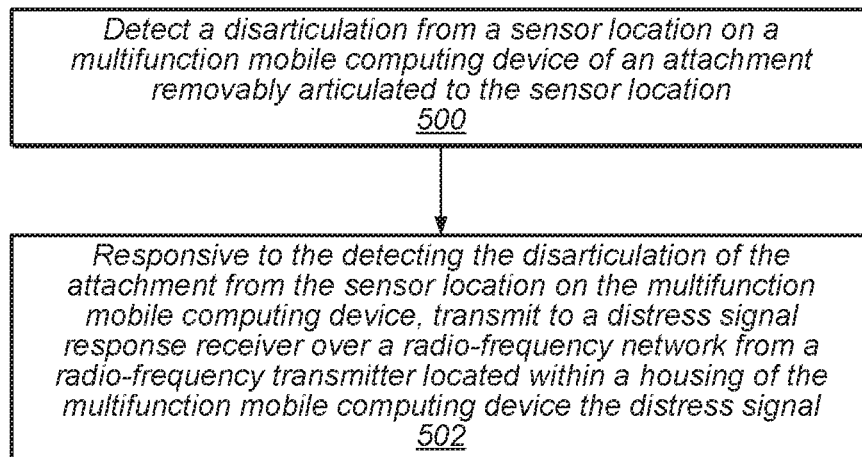 Detect a disarticulation from a sensor location on a
multifunction mobile computing device of an attachment
removably articulated to the sensor location
500
Responsive to the detecting the disarticulation of the
attachment from the sensor location on the multifunction
mobile computing device, transmit to a distress signal
response receiver over a radio-frequency network from a
radio-frequency transmitter located within a housing of the
multifunction mobile computing device the distress signal
502